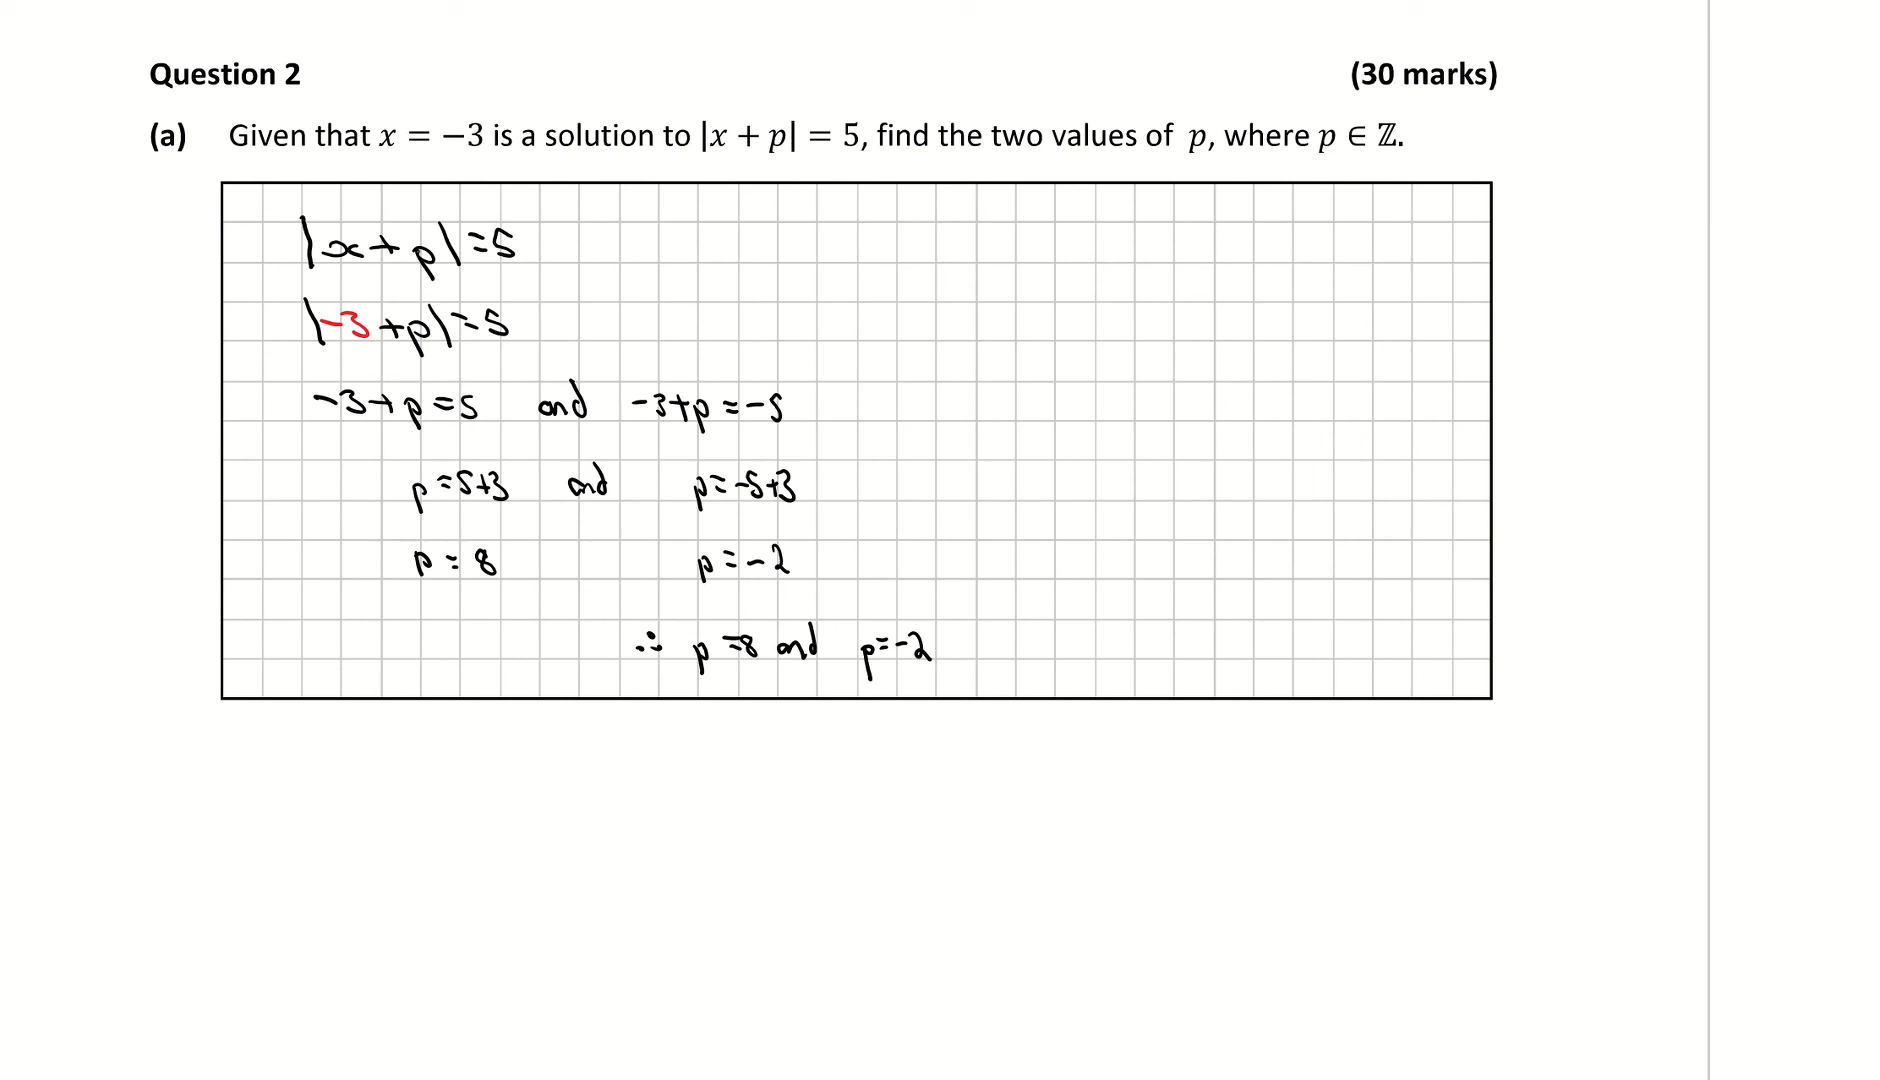 Question 2 (30 marks)
(a) Given that x = −3 is a solution to |x + p| = 5, find the two values of p, where p ∈ ℤ.
|x+p|=5
|-3+p|=5
-3+p=5 and -3+p=-5
p=5+3 and p=-5+3
p=8 p=-2
∴ p=8 and p=-2